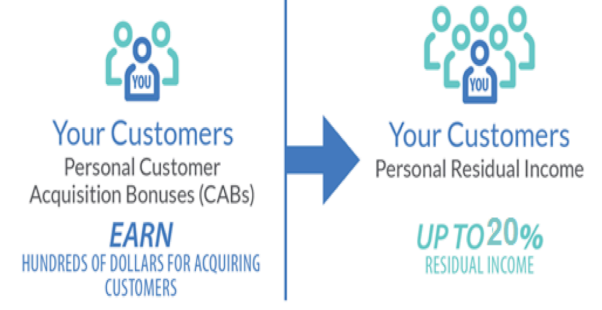 YOU
Your Customers
Personal Customer
Acquisition Bonuses (CABs)
EARN
HUNDREDS OF DOLLARS FOR ACQUIRING
CUSTOMERS
YOU
Your Customers
Personal Residual Income
UP TO 20%
RESIDUAL INCOME